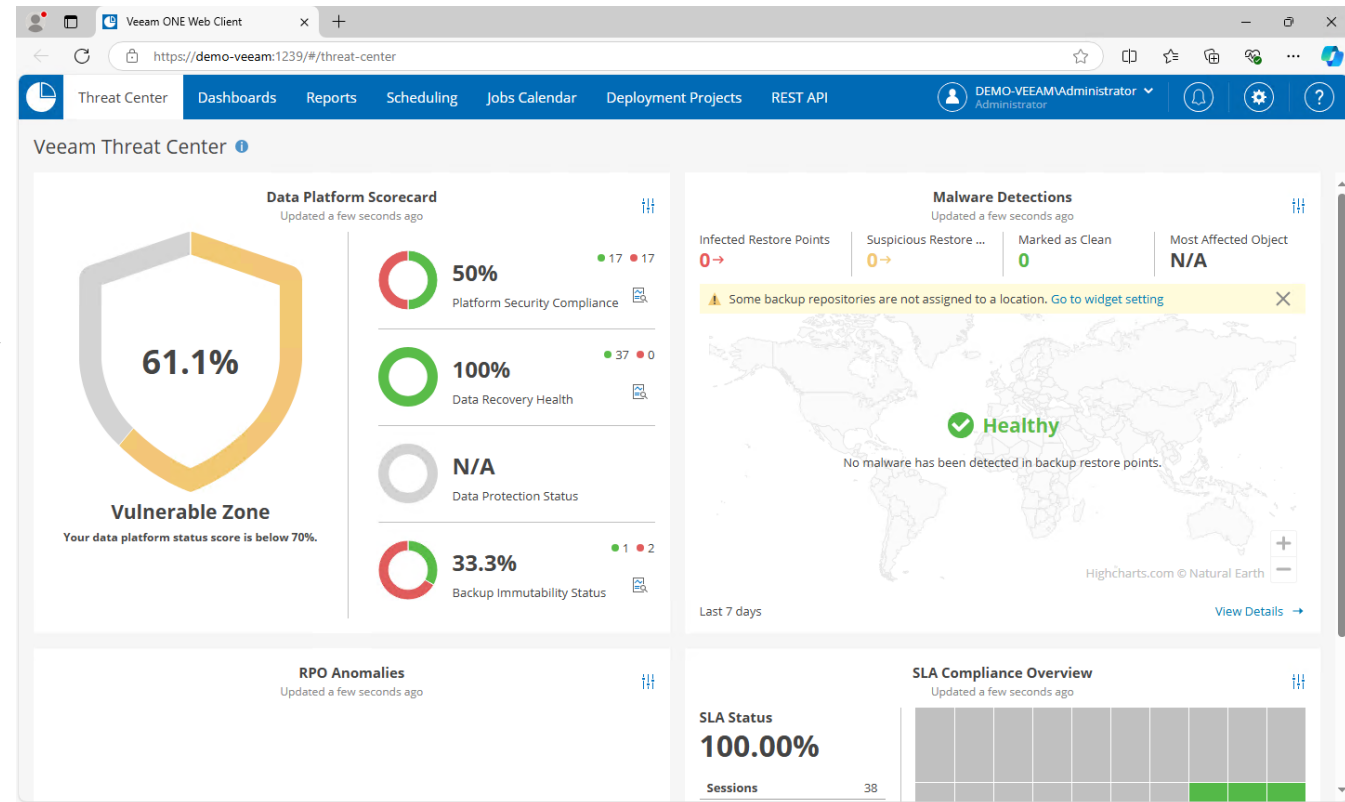 Veeam ONE Web Client
https://demo-veeam:1239/#/threat-center
Threat Center
Dashboards
Reports
Scheduling
Jobs Calendar
Deployment Projects
REST API
DEMO-VEEAM\Administrator
Administrator
Veeam Threat Center
Data Platform Scorecard
Updated a few seconds ago
61.1%
Vulnerable Zone
Your data platform status score is below 70%.
50%
17 17
Platform Security Compliance
100%
37 0
Data Recovery Health
N/A
Data Protection Status
33.3%
1 2
Backup Immutability Status
Malware Detections
Updated a few seconds ago
Infected Restore Points
0
Suspicious Restore ...
0
Marked as Clean
0
Most Affected Object
N/A
Some backup repositories are not assigned to a location. Go to widget setting
Healthy
No malware has been detected in backup restore points.
Highcharts.com © Natural Earth
Last 7 days
View Details
RPO Anomalies
Updated a few seconds ago
SLA Compliance Overview
Updated a few seconds ago
SLA Status
100.00%
Sessions 38